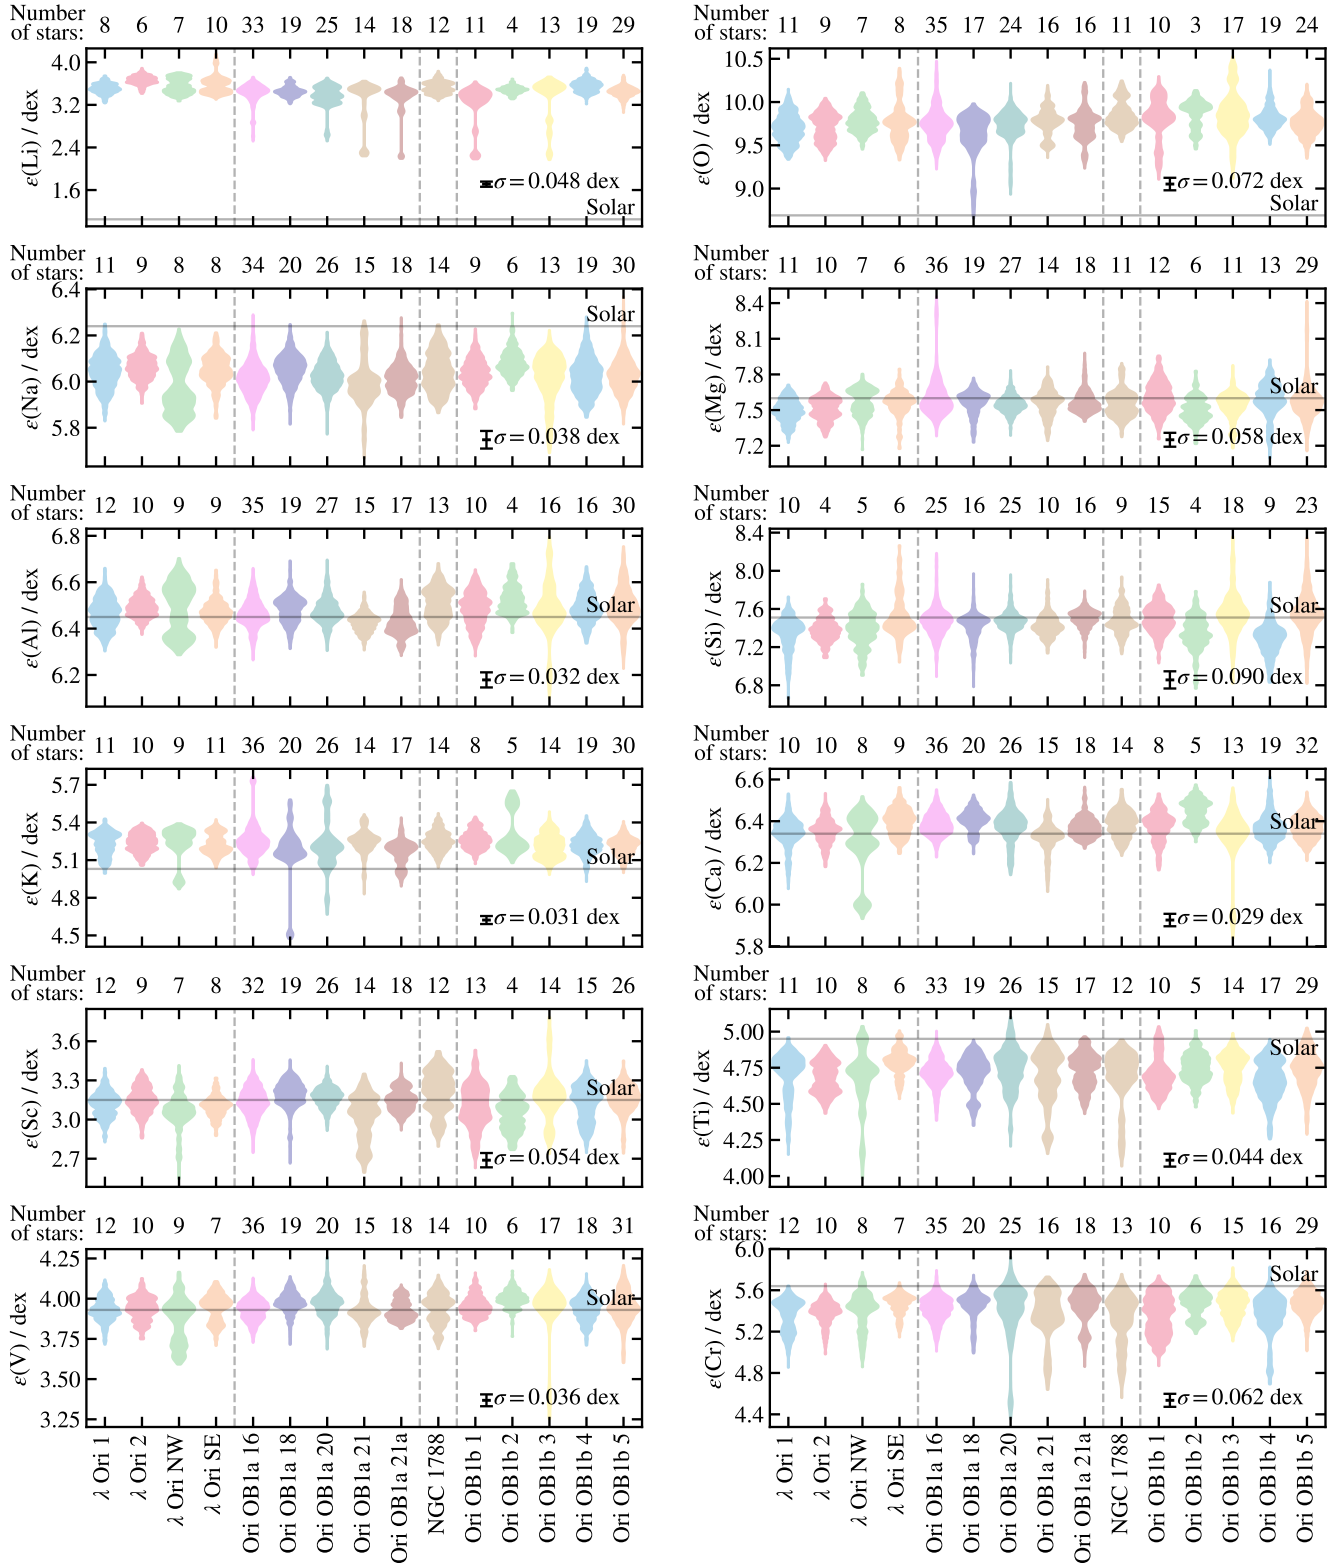 Number
of stars: 8 6 7 10 33 19 25 14 18 12 11 4 13 19 29
4.0
3.2
2.4
1.6
ε(Li) / dex
σ = 0.048 dex
Solar
Number
of stars: 11 9 7 8 35 17 24 16 16 11 10 3 17 19 24
10.5
10.0
9.5
9.0
ε(O) / dex
σ = 0.072 dex
Solar
Number
of stars: 11 9 8 8 34 20 26 15 18 14 9 6 13 19 30
6.4
6.2
6.0
5.8
ε(Na) / dex
Solar
σ = 0.038 dex
Number
of stars: 11 10 7 6 36 19 27 14 18 11 12 6 11 13 29
8.4
8.1
7.8
7.5
7.2
ε(Mg) / dex
Solar
σ = 0.058 dex
Number
of stars: 12 10 9 9 35 19 27 15 17 13 10 4 16 16 30
6.8
6.6
6.4
6.2
ε(Al) / dex
Solar
σ = 0.032 dex
Number
of stars: 10 4 5 6 25 16 25 10 16 9 15 4 18 9 23
8.4
8.0
7.6
7.2
6.8
ε(Si) / dex
Solar
σ = 0.090 dex
Number
of stars: 11 10 9 11 36 20 26 14 17 14 8 5 14 19 30
5.7
5.4
5.1
4.8
4.5
ε(K) / dex
Solar
σ = 0.031 dex
Number
of stars: 10 10 8 9 36 20 26 15 18 14 8 5 13 19 32
6.6
6.4
6.2
6.0
5.8
ε(Ca) / dex
Solar
σ = 0.029 dex
Number
of stars: 12 9 7 8 32 19 26 14 18 12 13 4 14 15 26
3.6
3.3
3.0
2.7
ε(Sc) / dex
Solar
σ = 0.054 dex
Number
of stars: 11 10 8 6 33 19 26 15 17 12 10 5 14 17 29
5.00
4.75
4.50
4.25
4.00
ε(Ti) / dex
Solar
σ = 0.044 dex
Number
of stars: 12 10 9 7 36 19 20 15 18 14 10 6 17 18 31
4.25
4.00
3.75
3.50
3.25
ε(V) / dex
Solar
σ = 0.036 dex
Number
of stars: 12 10 8 7 35 20 25 16 18 13 10 6 15 16 29
6.0
5.6
5.2
4.8
4.4
ε(Cr) / dex
Solar
σ = 0.062 dex
λ Ori 1
λ Ori 2
λ Ori NW
λ Ori SE
Ori OB1a 16
Ori OB1a 18
Ori OB1a 20
Ori OB1a 21
Ori OB1a 21a
NGC 1788
Ori OB1b 1
Ori OB1b 2
Ori OB1b 3
Ori OB1b 4
Ori OB1b 5
λ Ori 1
λ Ori 2
λ Ori NW
λ Ori SE
Ori OB1a 16
Ori OB1a 18
Ori OB1a 20
Ori OB1a 21
Ori OB1a 21a
NGC 1788
Ori OB1b 1
Ori OB1b 2
Ori OB1b 3
Ori OB1b 4
Ori OB1b 5